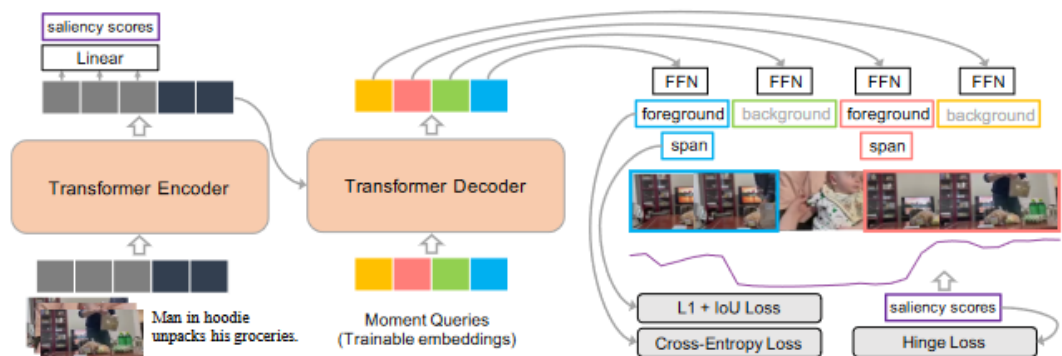 saliency scores
Linear
Transformer Encoder
Man in hoodie
unpacks his groceries.
Transformer Decoder
Moment Queries
(Trainable embeddings)
FFN
FFN
FFN
FFN
foreground
background
foreground
background
span
span
L1 + IoU Loss
Cross-Entropy Loss
saliency scores
Hinge Loss